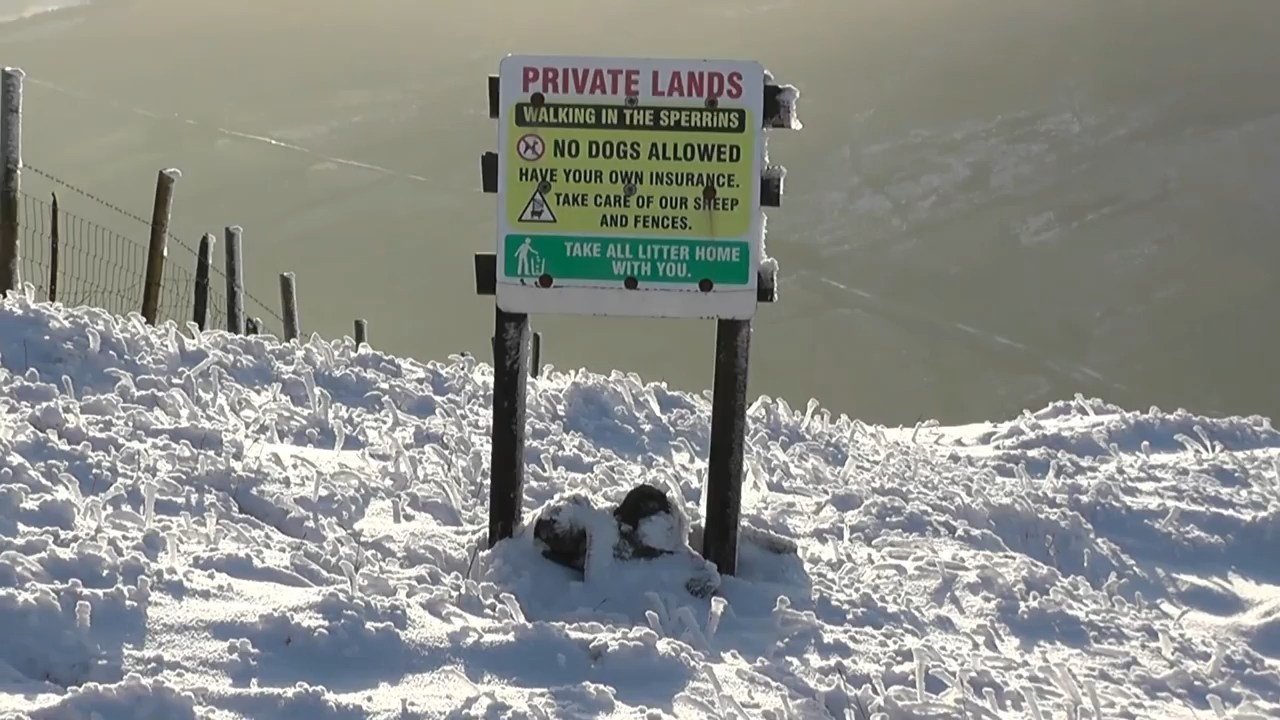 PRIVATE LANDS
WALKING IN THE SPERRiNS
NO DOGS ALLOWED
HAVE YOUR OWN INSURANCE.
TAKE CARE OF OUR SHEEP
AND FENCES.
TAKE ALL LITTER HOME
WITH YOU.